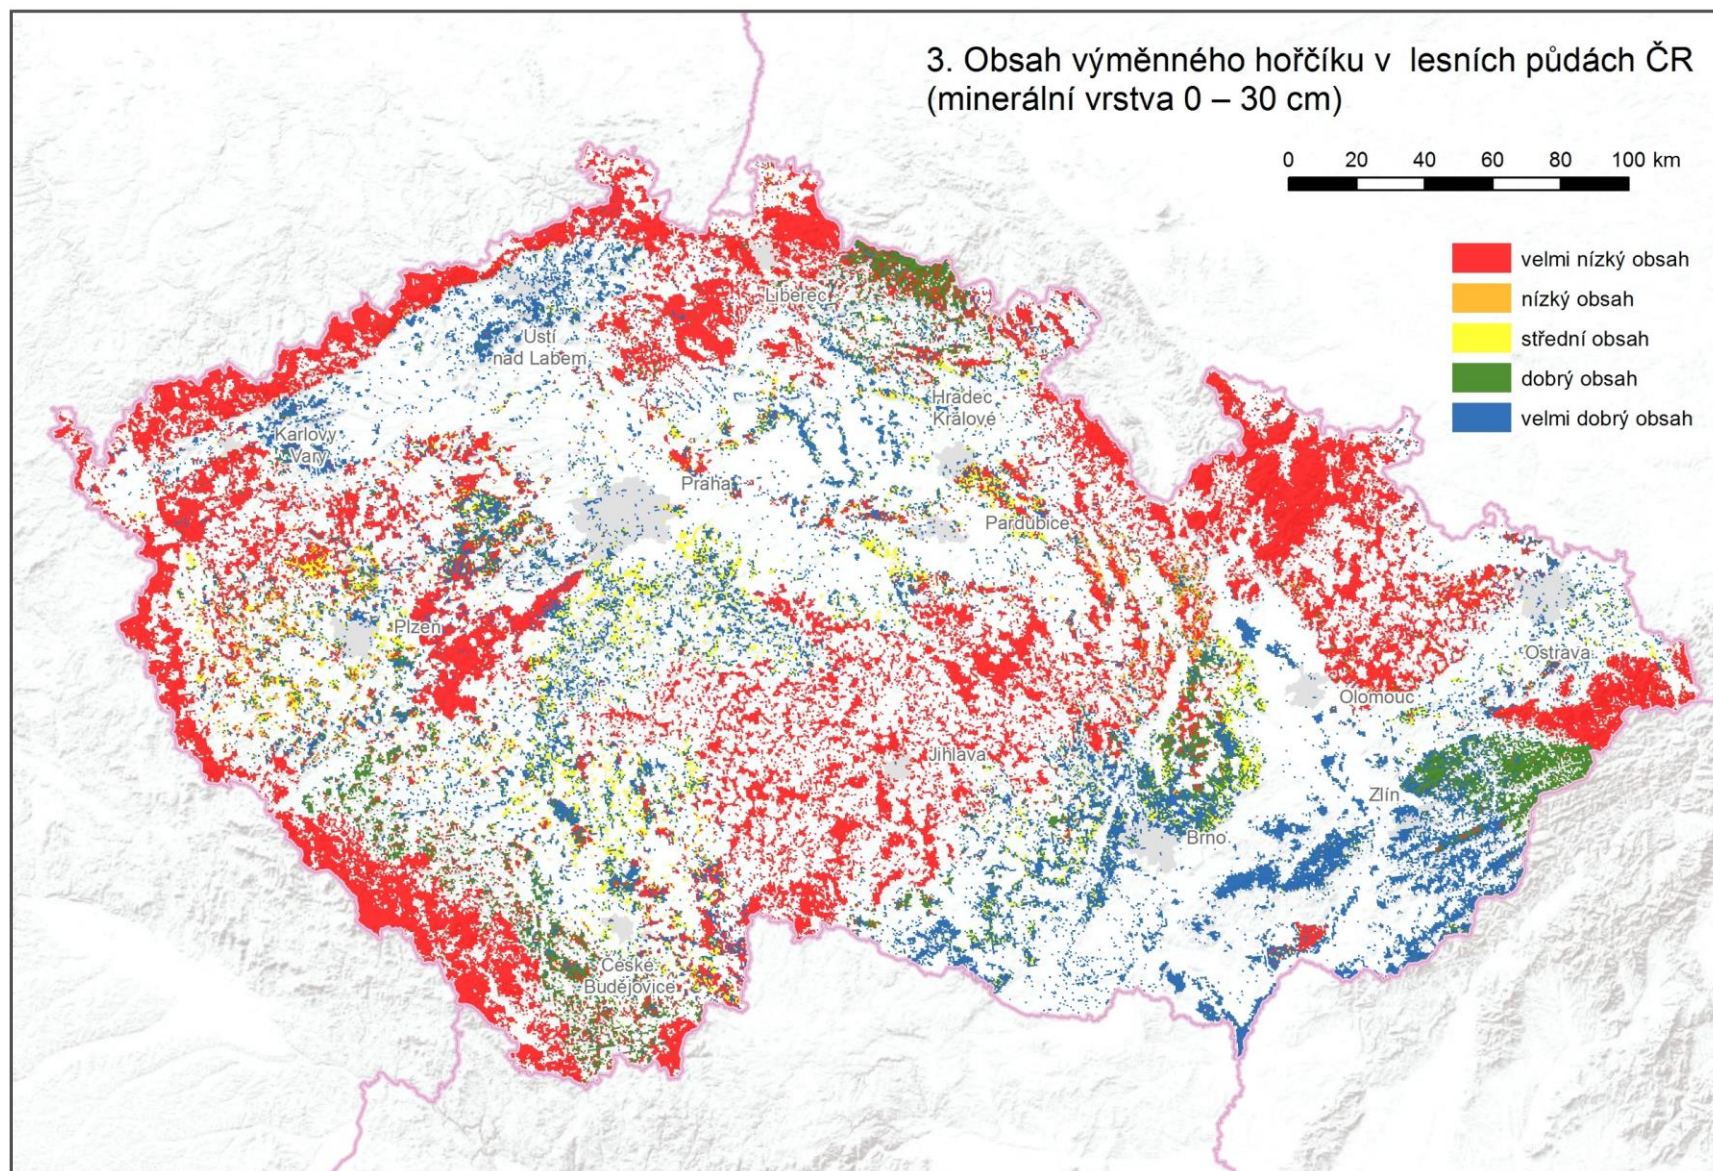 3. Obsah výměnného hořčíku v lesních půdách ČR
(minerální vrstva 0 – 30 cm)
0 20 40 60 80 100 km
velmi nízký obsah
nízký obsah
střední obsah
dobrý obsah
velmi dobrý obsah
Liberec
Ústí
nad Labem
Hradec
Králové
Karlovy
Vary
Praha
Pardubice
Plzeň
Ostrava
Olomouc
Jihlava
Zlín
Brno
České
Budějovice